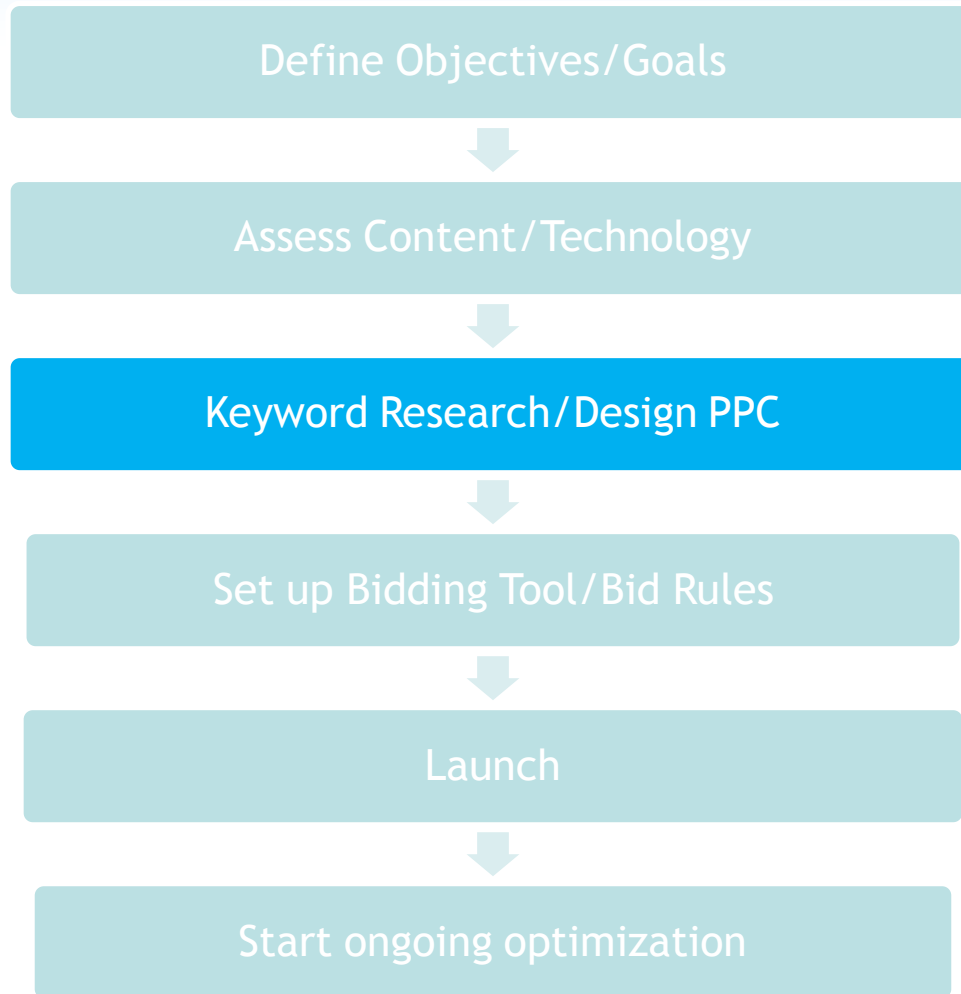 Define Objectives/Goals
Assess Content/Technology
Keyword Research/Design PPC
Set up Bidding Tool/Bid Rules
Launch
Start ongoing optimization